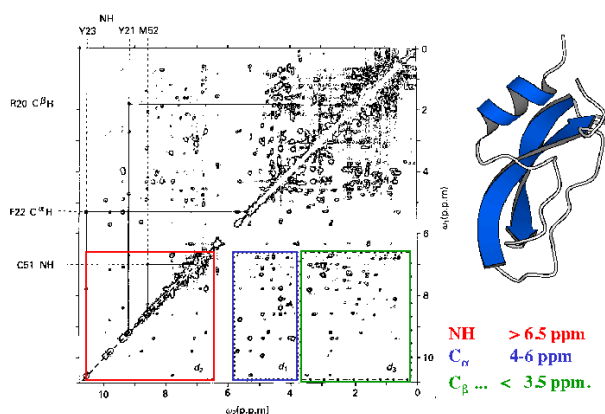 NH
Y23 Y21 M52
0
R20 CβH
2
4
F22 CαH
6
C51 NH
8
d2 d1 d3
10
10 8 6 4 2 0
ω2(p.p.m)
ω1(p.p.m)
NH > 6.5 ppm
Cα 4-6 ppm
Cβ ... < 3.5 ppm.